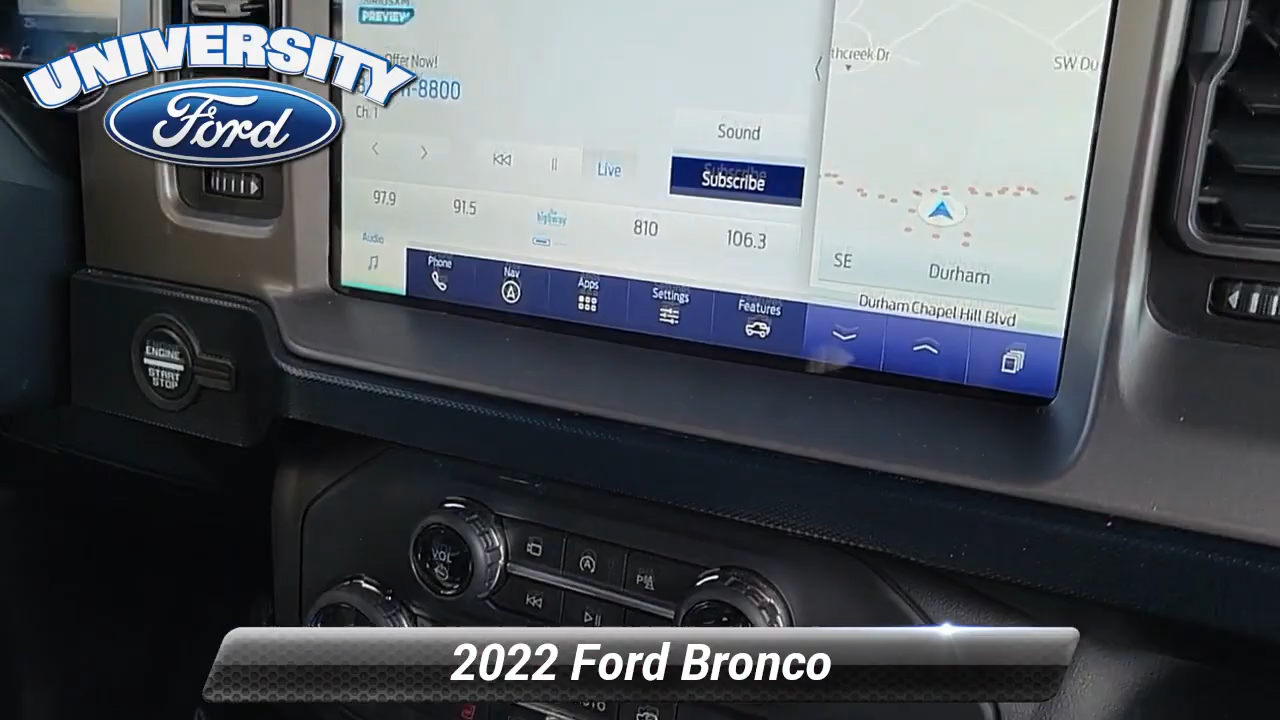 UNIVERSITY
Ford
PREVIEW
Offer Now!
-8800
Ch. 1
Sound
Live
Subscribe
97.9
91.5
the highway
810
106.3
Audio
Phone
Nav
Apps
Settings
Features
SW Du
SE
Durham
Durham Chapel Hill Blvd
ENGINE
START
STOP
VOL
2022 Ford Bronco